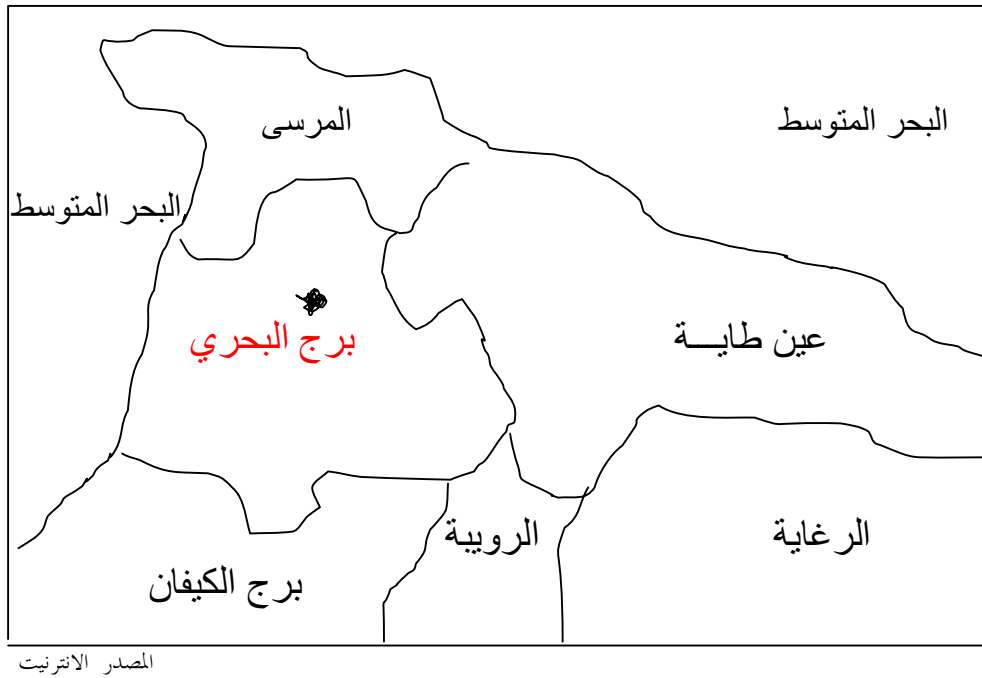 المرسى
البحر المتوسط
البحر المتوسط
برج البحري
عين طايـــة
الرويبة
الرغاية
برج الكيفان
المصدر الانترنيت